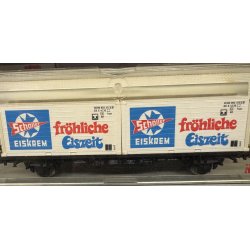 Schöller
EISKREM
fröhliche
Eiszeit
Schöller
EISKREM
fröhliche
Eiszeit